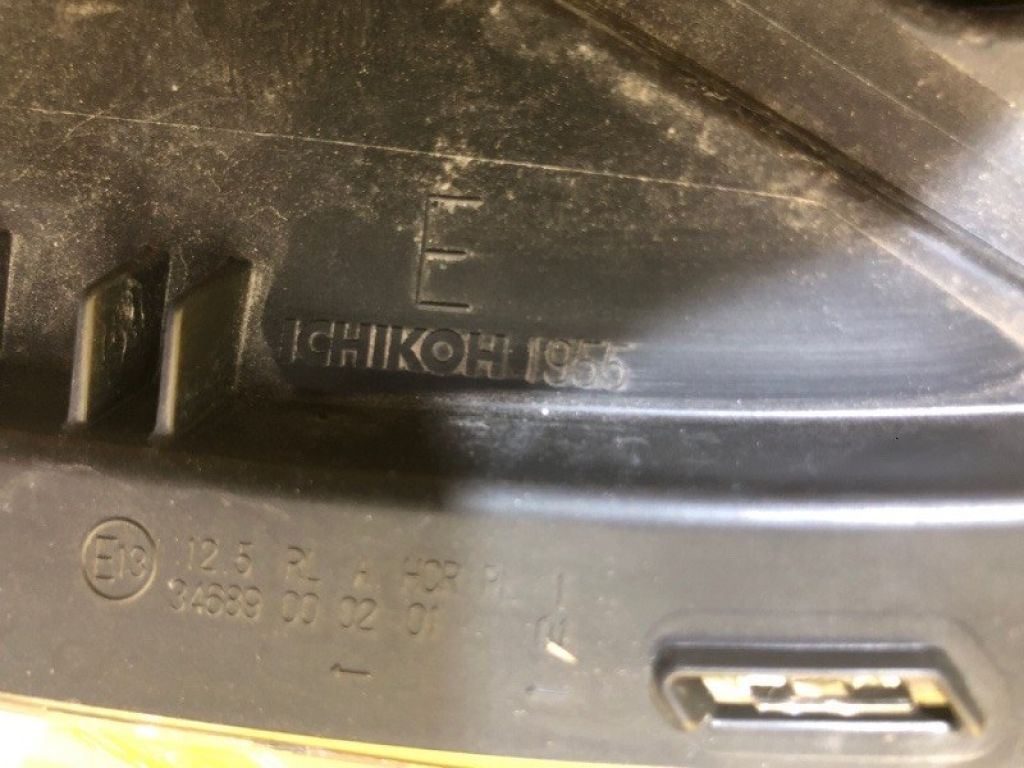 E
ICHIKOH 1955
E13 12.5 RL A HCR
34689 00 02 01